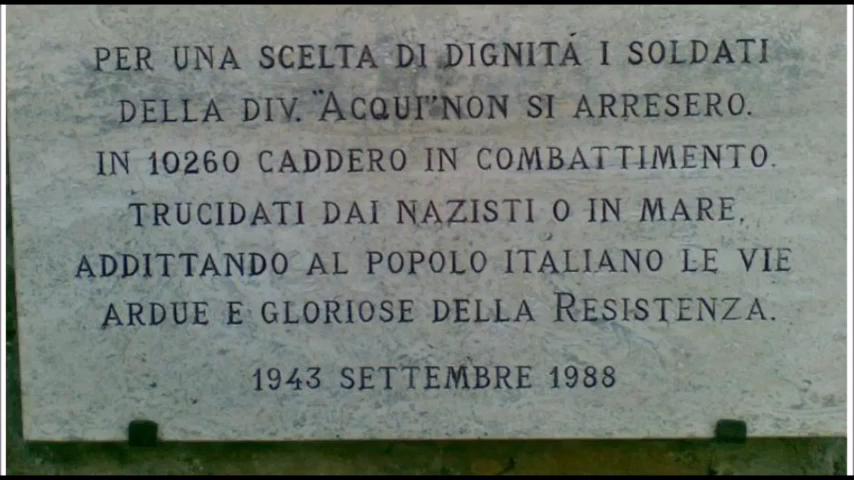 PER UNA SCELTA DI DIGNITÁ I SOLDATI
DELLA DIV. "ACQUI" NON SI ARRESERO.
IN 10260 CADDERO IN COMBATTIMENTO.
TRUCIDATI DAI NAZISTI O IN MARE,
ADDITTANDO AL POPOLO ITALIANO LE VIE
ARDUE E GLORIOSE DELLA RESISTENZA.
1943 SETTEMBRE 1988